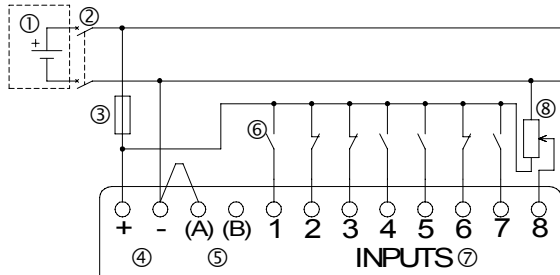 ① ②
+
③
⑥ ⑧
+ - (A) (B) 1 2 3 4 5 6 7 8
④ ⑤ INPUTS ⑦